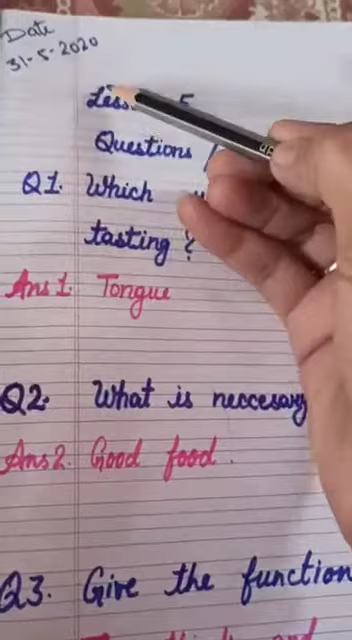 Date
31-5-2020
5
Questions
Q1. Which
tasting ?
Ans 1. Tongue
Q2. What is neccesary
Ans 2. Good food .
Q3. Give the function